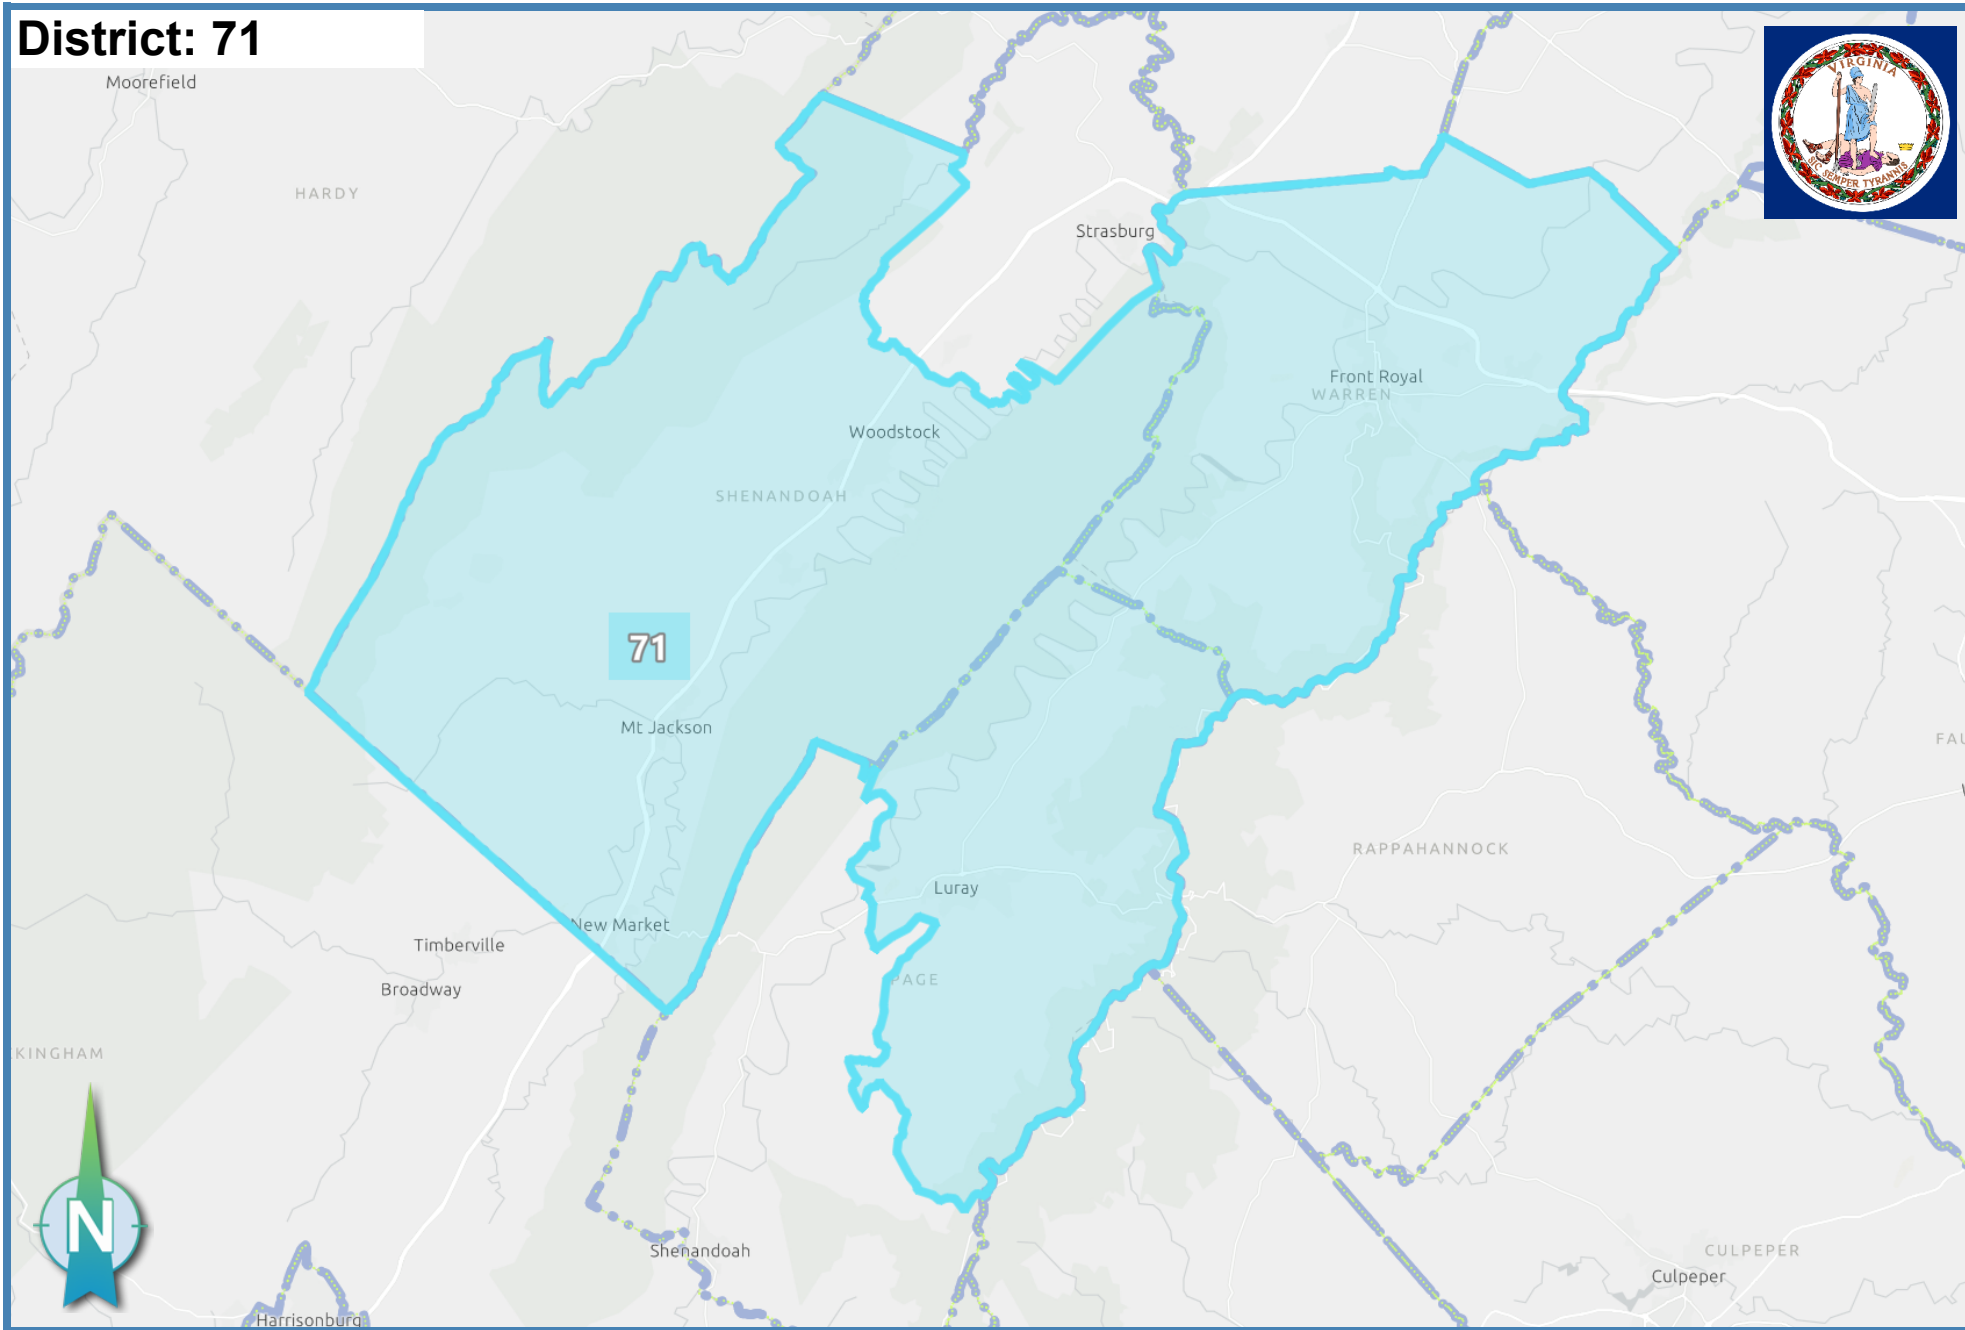 District: 71
Moorefield
VIRGINIA
SIC SEMPER TYRANNIS
HARDY
Strasburg
Front Royal
WARREN
Woodstock
SHENANDOAH
71
Mt Jackson
FAU
RAPPAHANNOCK
Luray
New Market
Timberville
PAGE
Broadway
KINGHAM
N
Shenandoah
CULPEPER
Culpeper
Harrisonburg